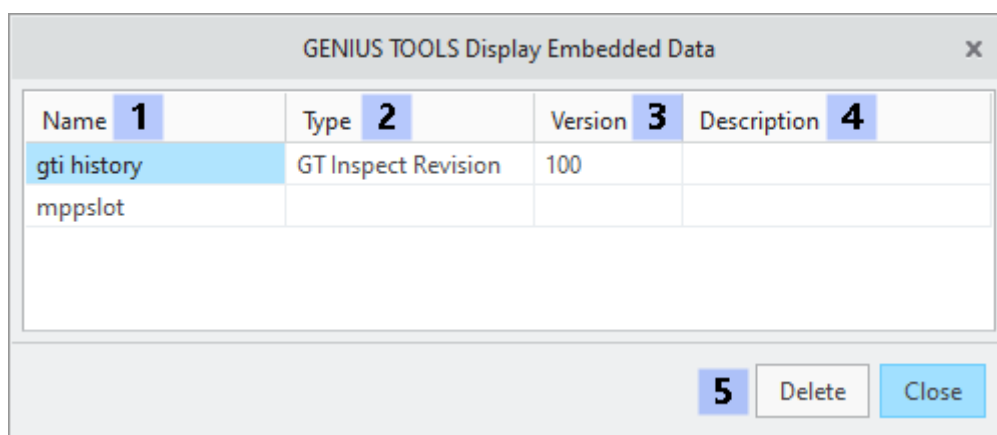 GENIUS TOOLS Display Embedded Data x
Name 1 Type 2 Version 3 Description 4
gti history GT Inspect Revision 100
mppslot
5 Delete Close